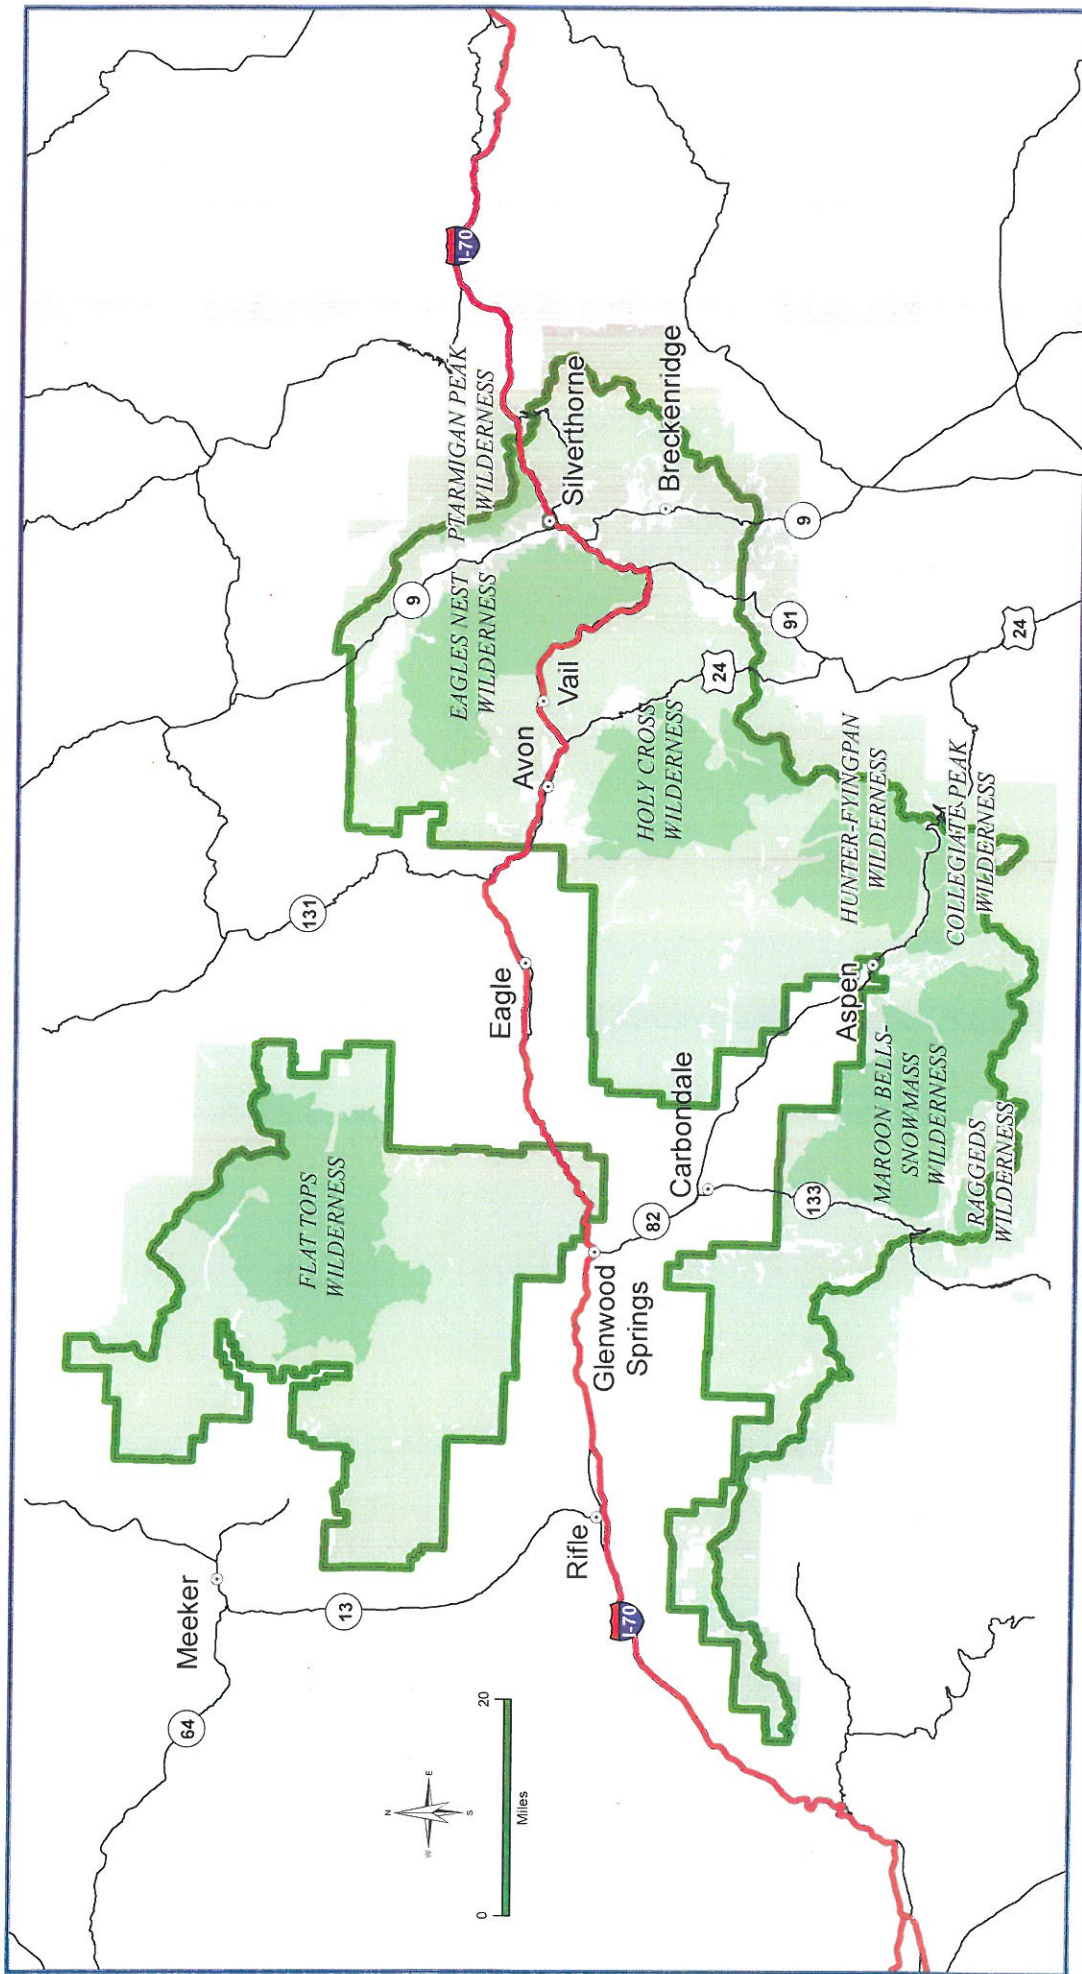 Meeker
64
13
131
Rifle
I-70
Glenwood
Springs
82
Carbondale
133
Eagle
Avon
Vail
24
Silverthorne
9
Breckenridge
9
91
24
Aspen
I-70
FLAT TOPS
WILDERNESS
EAGLES NEST
WILDERNESS
PTARMIGAN PEAK
WILDERNESS
HOLY CROSS
WILDERNESS
HUNTER-FYINGPAN
WILDERNESS
COLLEGIATE PEAK
WILDERNESS
MAROON BELLS-
SNOWMASS
WILDERNESS
RAGGEDS
WILDERNESS
N
W E
S
0 20
Miles